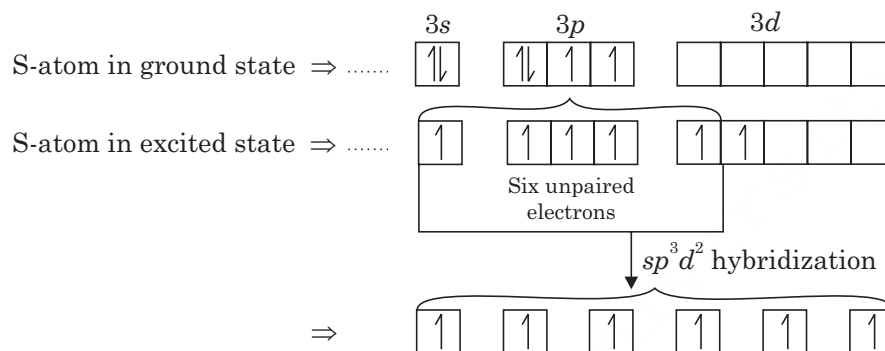 3s 3p 3d
S-atom in ground state ⇒ ....... ⥮ ⥮ ↿ ↿
S-atom in excited state ⇒ ....... ↿ ↿ ↿ ↿ ↿ ↿
Six unpaired
electrons
sp³d² hybridization
⇒ ↿ ↿ ↿ ↿ ↿ ↿